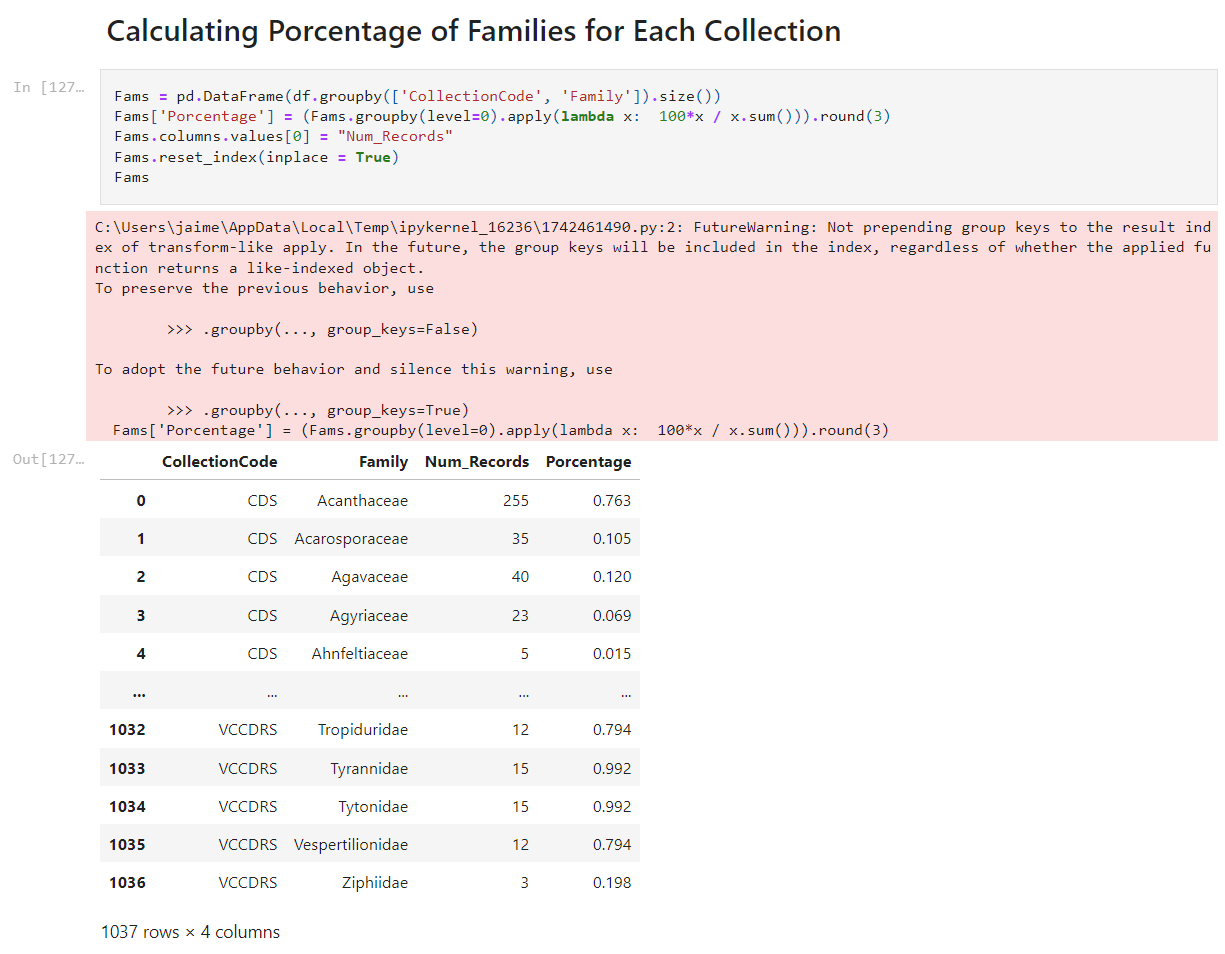 Calculating Porcentage of Families for Each Collection
In [127…
Fams = pd.DataFrame(df.groupby(['CollectionCode', 'Family']).size())
Fams['Porcentage'] = (Fams.groupby(level=0).apply(lambda x:  100*x / x.sum())).round(3)
Fams.columns.values[0] = "Num_Records"
Fams.reset_index(inplace = True)
Fams
C:\Users\jaime\AppData\Local\Temp\ipykernel_16236\1742461490.py:2: FutureWarning: Not prepending group keys to the result ind
ex of transform-like apply. In the future, the group keys will be included in the index, regardless of whether the applied fu
nction returns a like-indexed object.
To preserve the previous behavior, use
>>> .groupby(..., group_keys=False)
To adopt the future behavior and silence this warning, use
>>> .groupby(..., group_keys=True)
Fams['Porcentage'] = (Fams.groupby(level=0).apply(lambda x:  100*x / x.sum())).round(3)
Out[127…
CollectionCode Family Num_Records Porcentage
0 CDS Acanthaceae 255 0.763
1 CDS Acarosporaceae 35 0.105
2 CDS Agavaceae 40 0.120
3 CDS Agyriaceae 23 0.069
4 CDS Ahnfeltiaceae 5 0.015
... ... ... ... ...
1032 VCCDRS Tropiduridae 12 0.794
1033 VCCDRS Tyrannidae 15 0.992
1034 VCCDRS Tytonidae 15 0.992
1035 VCCDRS Vespertilionidae 12 0.794
1036 VCCDRS Ziphiidae 3 0.198
1037 rows × 4 columns